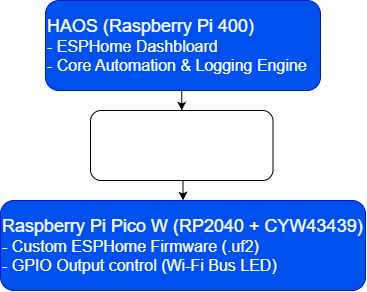 HAOS (Raspberry Pi 400)
- ESPHome Dashbloard
- Core Automation & Logging Engine
Raspberry Pi Pico W (RP2040 + CYW43439)
- Custom ESPHome Firmware (.uf2)
- GPIO Output control (Wi-Fi Bus LED)